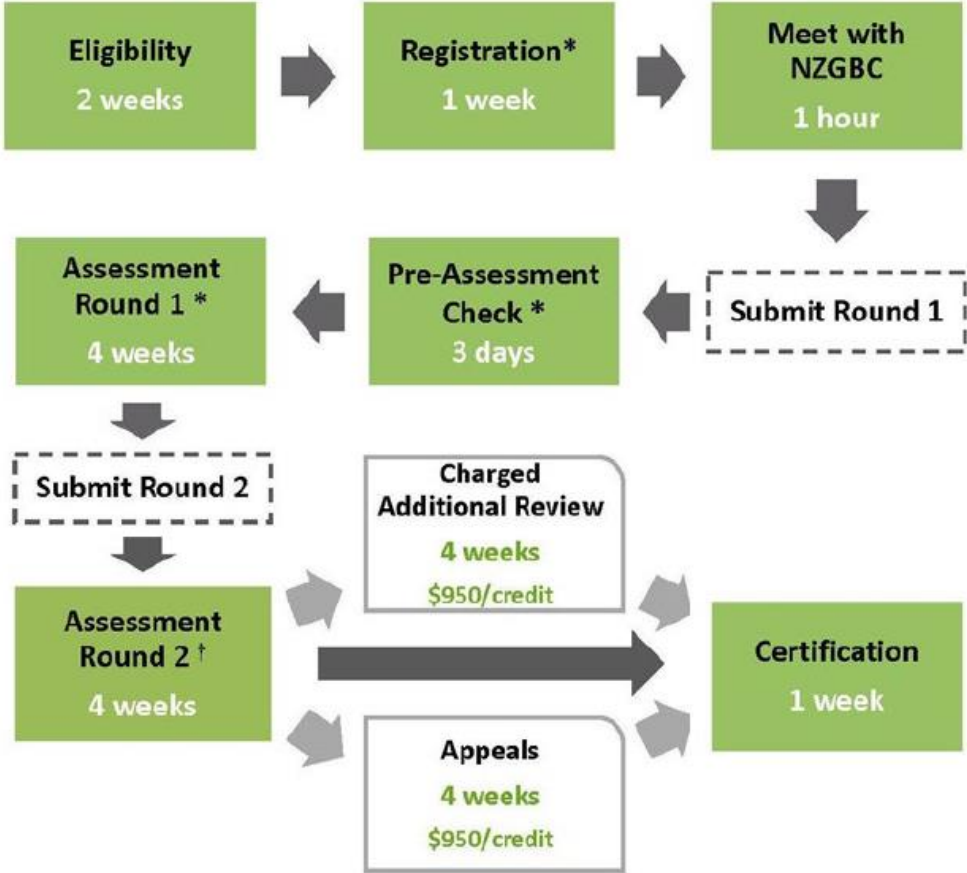 Eligibility
2 weeks
Registration*
1 week
Meet with
NZGBC
1 hour
Submit Round 1
Pre-Assessment
Check *
3 days
Assessment
Round 1 *
4 weeks
Submit Round 2
Assessment
Round 2 †
4 weeks
Charged
Additional Review
4 weeks
$950/credit
Appeals
4 weeks
$950/credit
Certification
1 week